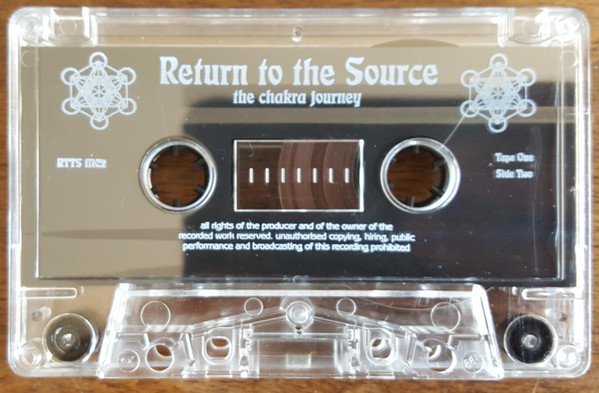 Return to the Source
the chakra journey
RTTS MC2
Tape One
Side Two
all rights of the producer and of the owner of the
recorded work reserved. unauthorised copying, hiring, public
performance and broadcasting of this recording prohibited